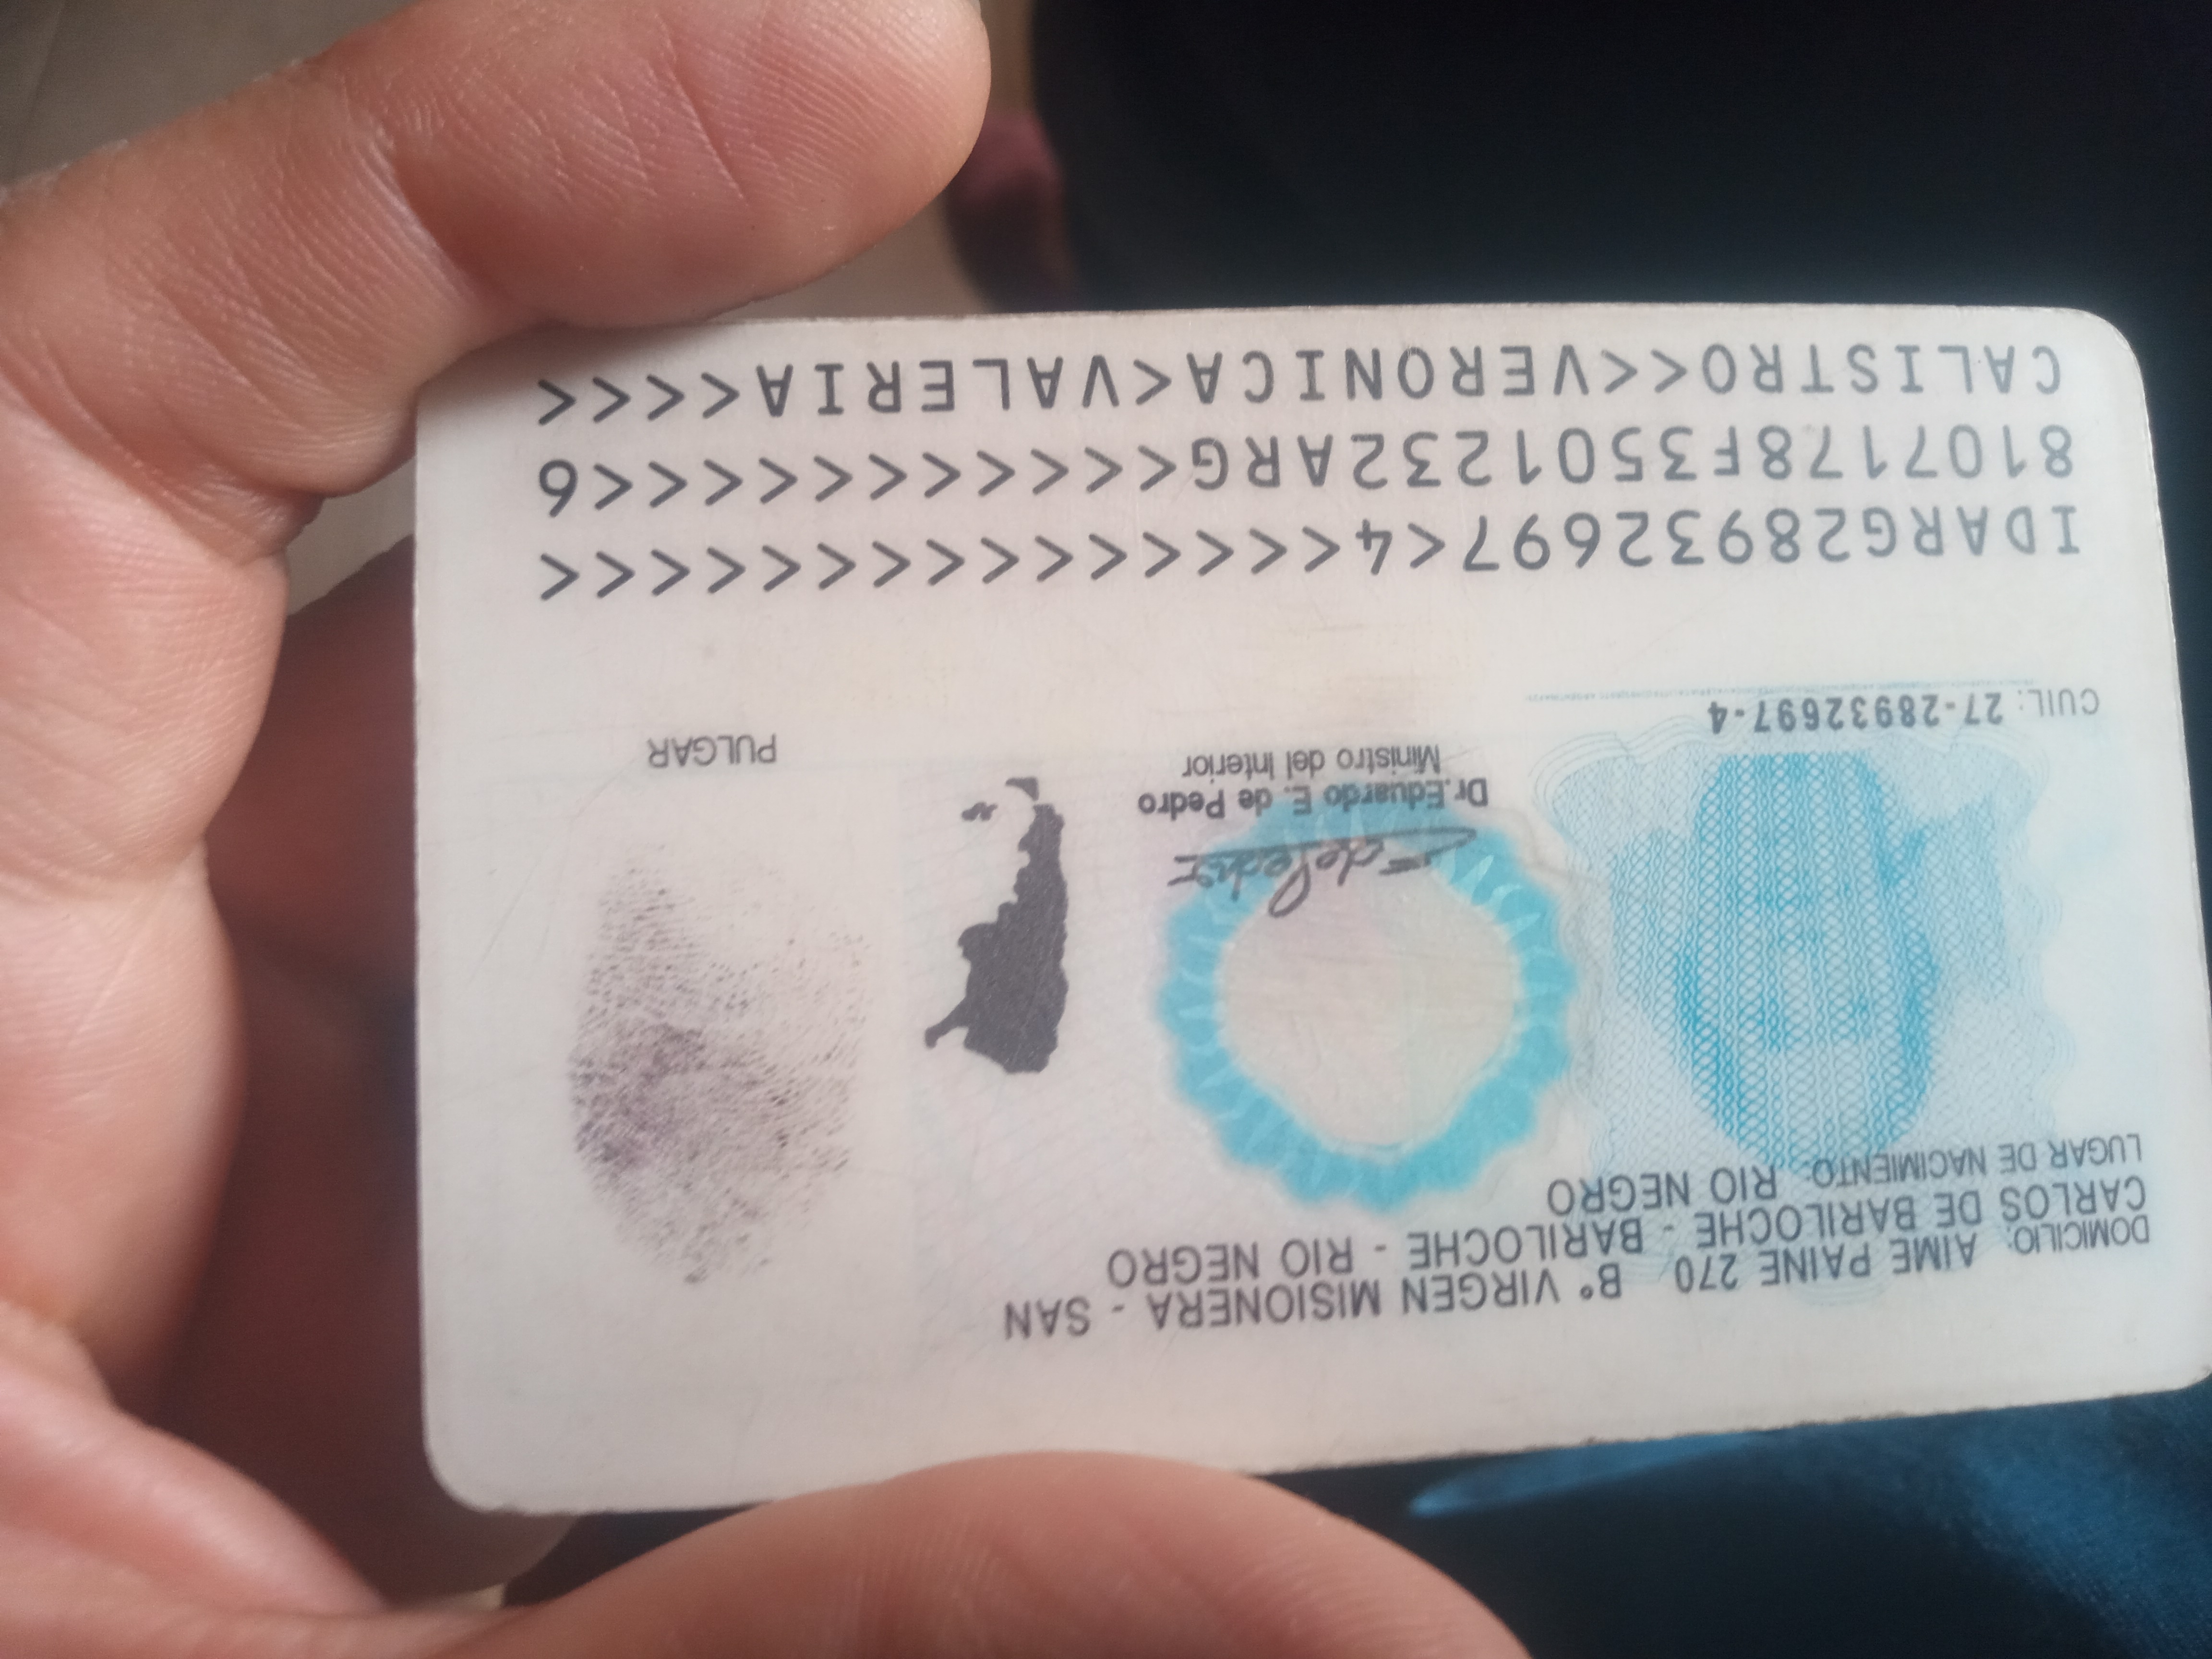 DOMICILIO: AIME PAINE 270 B° VIRGEN MISIONERA - SAN
CARLOS DE BARILOCHE - BARILOCHE - RIO NEGRO
LUGAR DE NACIMIENTO: RIO NEGRO
Dr.Eduardo E. de Pedro
Ministro del Interior
PULGAR
CUIL: 27-28932697-4
IDARG28932697<4<<<<<<<<<<<<<<<
8107178F3501232ARG<<<<<<<<<<<6
CALISTRO<<VERONICA<VALERIA<<<<